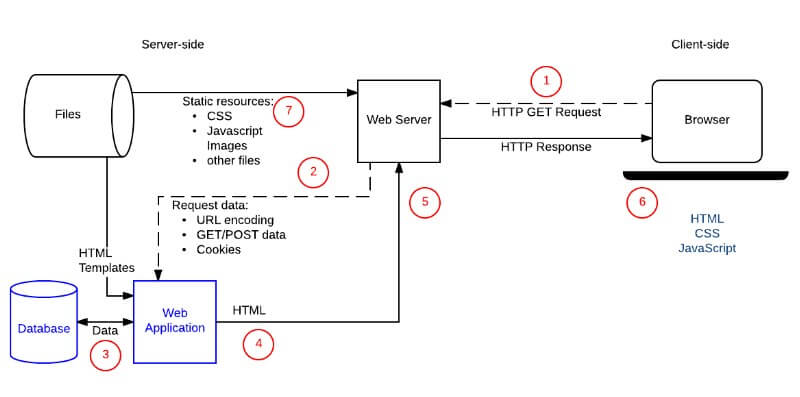 Server-side
Client-side
1
Files
Static resources:
7
• CSS
• Javascript
Images
• other files
Web Server
HTTP GET Request
HTTP Response
Browser
2
5
6
Request data:
• URL encoding
• GET/POST data
• Cookies
HTML
CSS
JavaScript
HTML
Templates
Database
Data
3
Web
Application
HTML
4